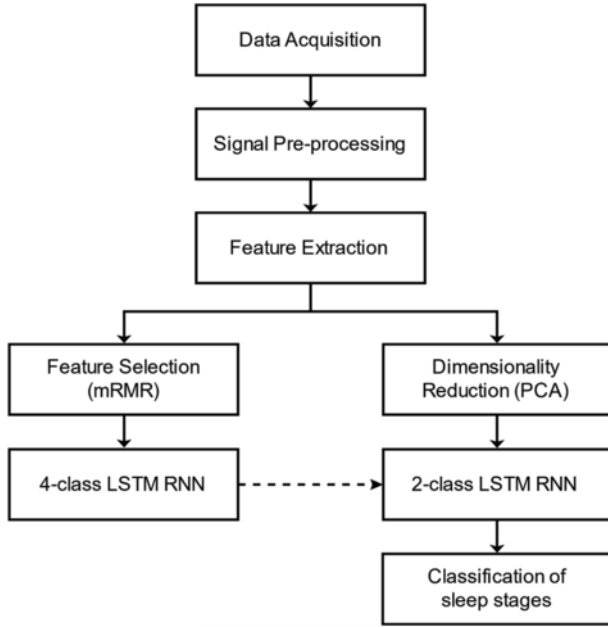 Data Acquisition
Signal Pre-processing
Feature Extraction
Feature Selection
(mRMR)
Dimensionality
Reduction (PCA)
4-class LSTM RNN
2-class LSTM RNN
Classification of
sleep stages